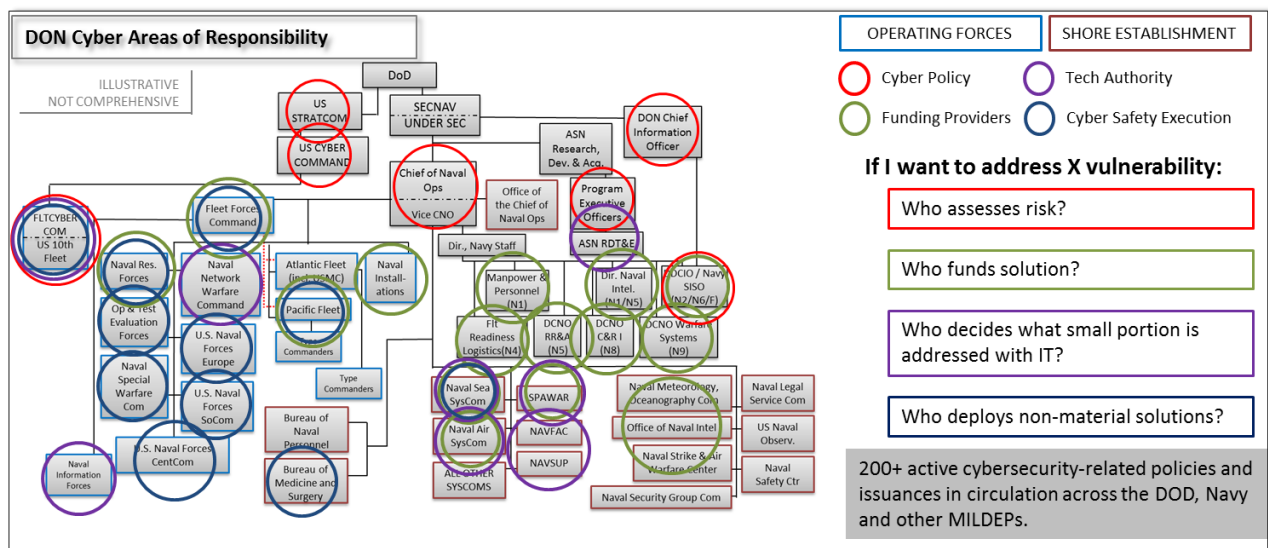 DON Cyber Areas of Responsibility
ILLUSTRATIVE
NOT COMPREHENSIVE
DoD
US
STRATCOM
US CYBER
COMMAND
SECNAV
UNDER SEC
DON Chief
Information
Officer
ASN
Research,
Dev. & Acq.
Chief of Naval
Ops
Vice CNO
Office of
the Chief of
Naval Ops
Program
Executive
Officers
ASN RDT&E
Dir., Navy Staff
FLTCYBER
COM
US 10th
Fleet
Fleet Forces
Command
Naval Res.
Forces
Naval
Network
Warfare
Command
Atlantic Fleet
(incl. USMC)
Naval
Install-
ations
Pacific Fleet
Type
Commanders
Type
Commanders
Op & Test
Evaluation
Forces
U.S. Naval
Forces
Europe
Naval
Special
Warfare
Com
U.S. Naval
Forces
SoCom
U.S. Naval Forces
CentCom
Naval
Information
Forces
Manpower &
Personnel
(N1)
Dir. Naval
Intel.
(N1/N5)
DDCIO / Navy
SISO
(N2/N6/F)
Flt
Readiness
Logistics(N4)
DCNO
RR&A
(N5)
DCNO
C&R I
(N8)
DCNO Warfare
Systems
(N9)
Bureau of
Naval
Personnel
Bureau of
Medicine and
Surgery
Naval Sea
SysCom
SPAWAR
Naval Air
SysCom
NAVFAC
ALL OTHER
SYSCOMS
NAVSUP
Naval Meteorology,
Oceanography Com
Naval Legal
Service Com
Office of Naval Intel
US Naval
Observ.
Naval Strike & Air
Warfare Center
Naval
Safety Ctr
Naval Security Group Com
OPERATING FORCES
SHORE ESTABLISHMENT
Cyber Policy
Tech Authority
Funding Providers
Cyber Safety Execution
If I want to address X vulnerability:
Who assesses risk?
Who funds solution?
Who decides what small portion is
addressed with IT?
Who deploys non-material solutions?
200+ active cybersecurity-related policies and
issuances in circulation across the DOD, Navy
and other MILDEPs.